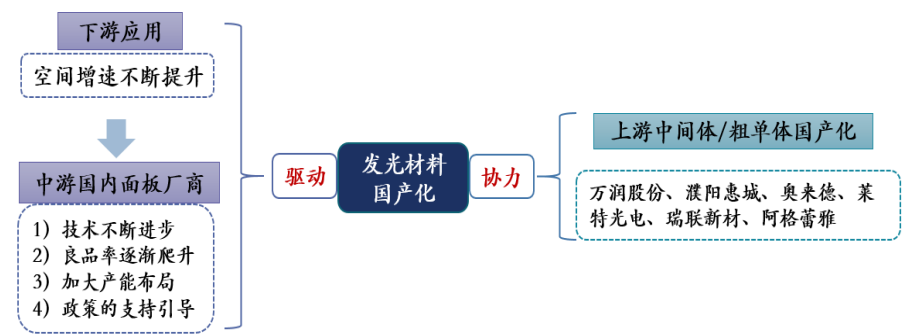 下游应用
空间增速不断提升
中游国内面板厂商
1）技术不断进步
2）良品率逐渐爬升
3）加大产能布局
4）政策的支持引导
驱动
发光材料
国产化
协力
上游中间体/粗单体国产化
万润股份、濮阳惠城、奥来德、莱
特光电、瑞联新材、阿格蕾雅